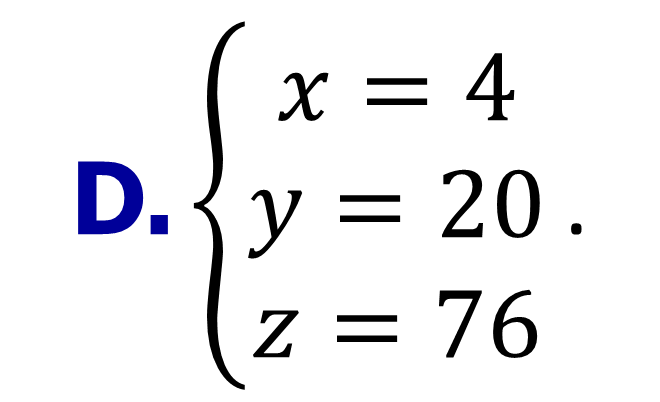 x = 4
D. { y = 20 .
z = 76